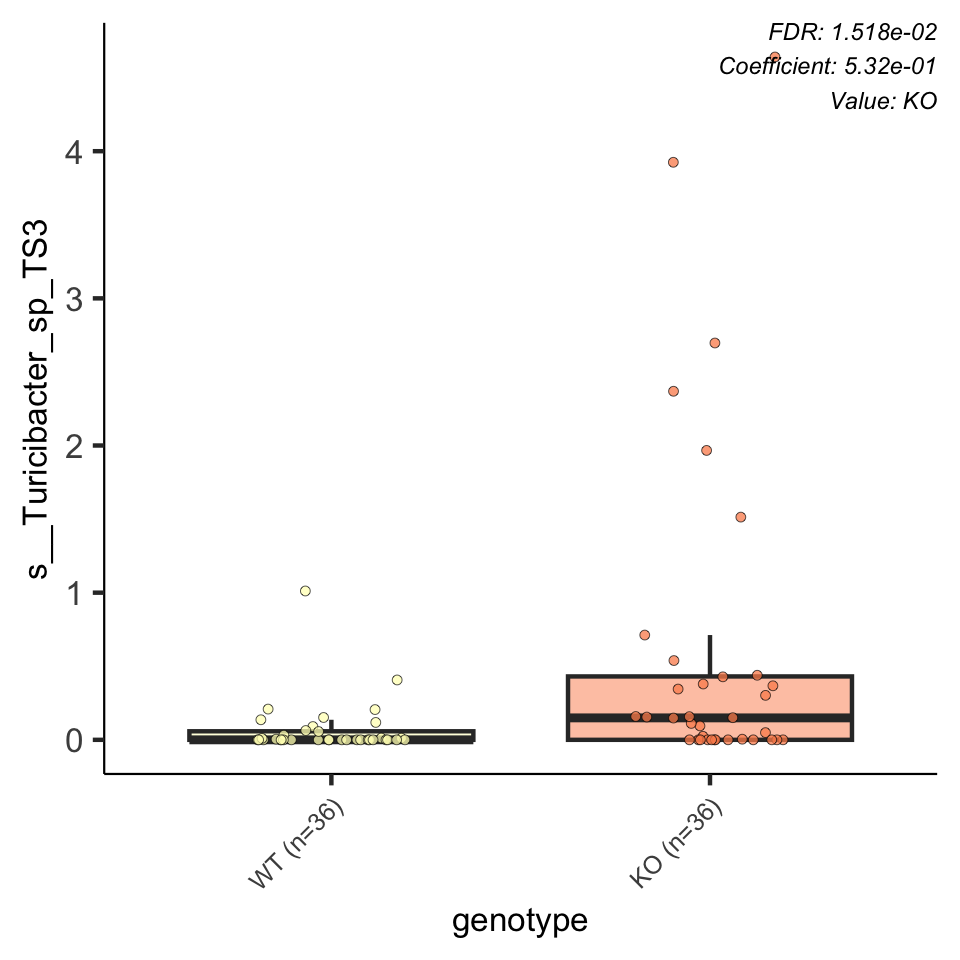 FDR: 1.518e-02
Coefficient: 5.32e-01
Value: KO
s__Turicibacter_sp_TS3
4
3
2
1
0
WT (n=36)
KO (n=36)
genotype